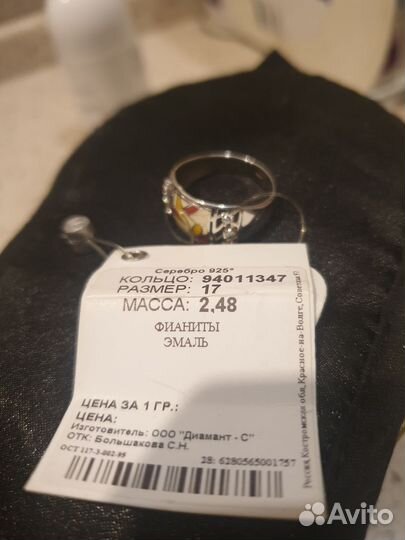 Серебро 925°
КОЛЬЦО: 94011347
РАЗМЕР: 17
МАССА: 2,48
ФИАНИТЫ
ЭМАЛЬ
ЦЕНА ЗА 1 ГР.:
ЦЕНА:
Изготовитель: ООО "Диамант - С"
ОТК: Большакова С.Н.
ОСТ 117-3-002-95
28: 6280565001757
Россия, Костромская обл, Красное-на-Волге, Советская
Avito